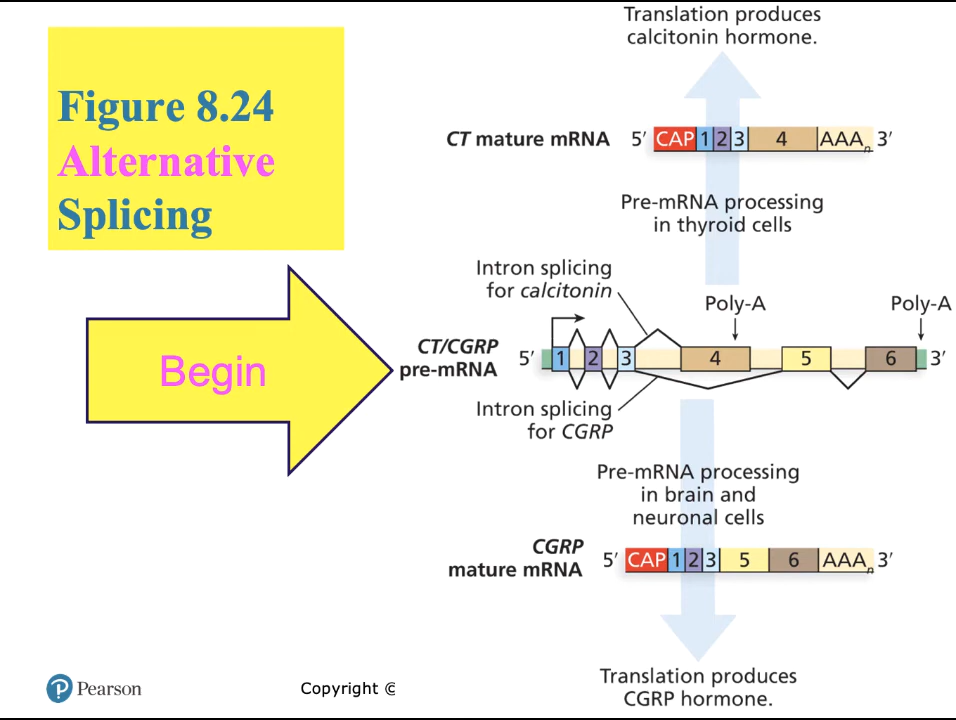 Figure 8.24
Alternative
Splicing
Begin
Translation produces
calcitonin hormone.
CT mature mRNA 5′ CAP 1 2 3 4 AAAn 3′
Pre-mRNA processing
in thyroid cells
Intron splicing
for calcitonin
Poly-A Poly-A
CT/CGRP
pre-mRNA
5′ 1 2 3 4 5 6 3′
Intron splicing
for CGRP
Pre-mRNA processing
in brain and
neuronal cells
CGRP
mature mRNA
5′ CAP 1 2 3 5 6 AAAn 3′
Translation produces
CGRP hormone.
P Pearson
Copyright ©